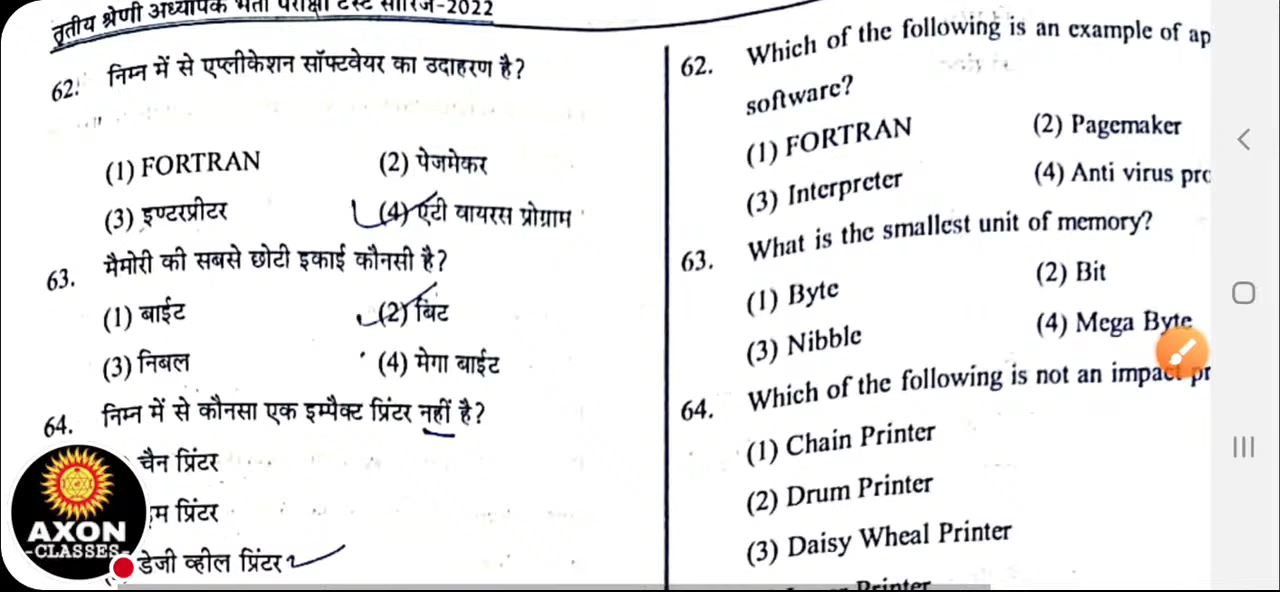 तृतीय श्रेणी अध्यापक भर्ती परीक्षा टेस्ट सीरिज-2022
62. निम्न में से एप्लीकेशन सॉफ्टवेयर का उदाहरण है?
(1) FORTRAN (2) पेजमेकर
(3) इण्टरप्रीटर (4) एंटी वायरस प्रोग्राम
63. मैमोरी की सबसे छोटी इकाई कौनसी है?
(1) बाईट (2) बिट
(3) निबल (4) मेगा बाईट
64. निम्न में से कौनसा एक इम्पैक्ट प्रिंटर नहीं है?
चैन प्रिंटर
प्रिंटर
डेजी व्हील प्रिंटर
62. Which of the following is an example of ap
software?
(1) FORTRAN (2) Pagemaker
(3) Interpreter (4) Anti virus pro
63. What is the smallest unit of memory?
(1) Byte (2) Bit
(3) Nibble (4) Mega Byte
64. Which of the following is not an impact pr
(1) Chain Printer
(2) Drum Printer
(3) Daisy Wheal Printer
Printer
AXON
-CLASSES-